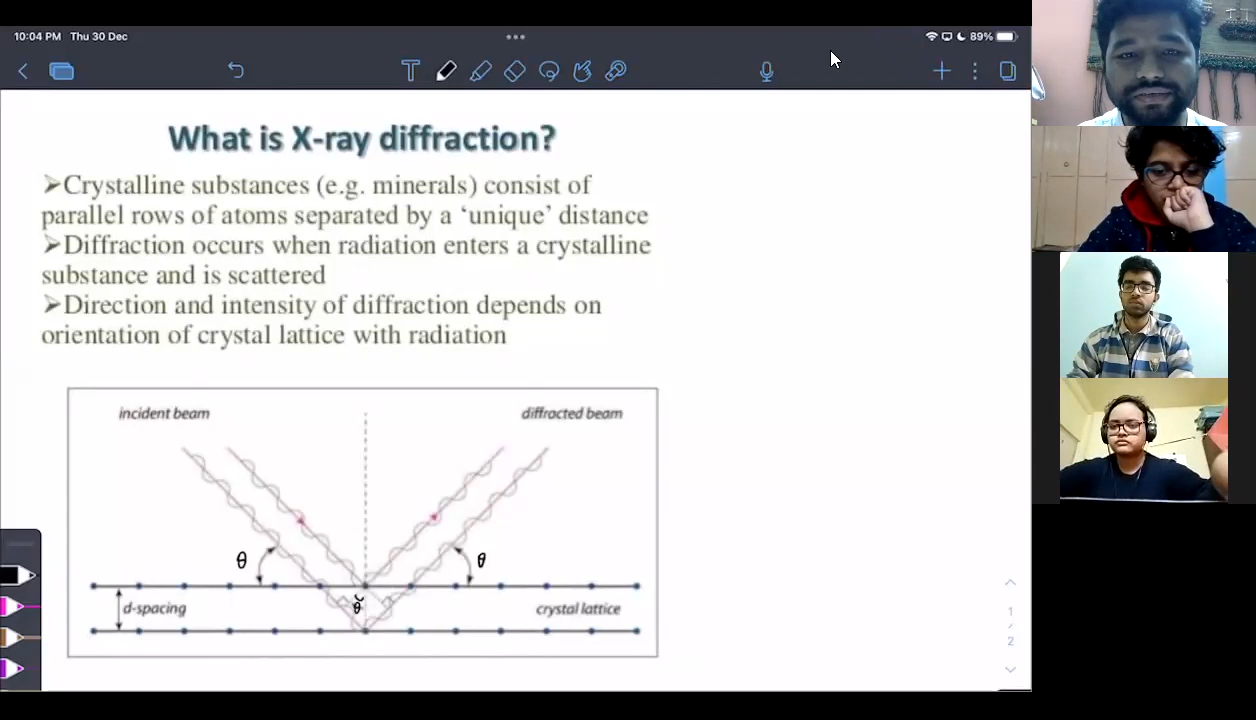 10:04 PM Thu 30 Dec
89%
What is X-ray diffraction?
➢Crystalline substances (e.g. minerals) consist of
parallel rows of atoms separated by a ‘unique’ distance
➢Diffraction occurs when radiation enters a crystalline
substance and is scattered
➢Direction and intensity of diffraction depends on
orientation of crystal lattice with radiation
incident beam
diffracted beam
θ
θ
d-spacing
θ
crystal lattice
1
/
2